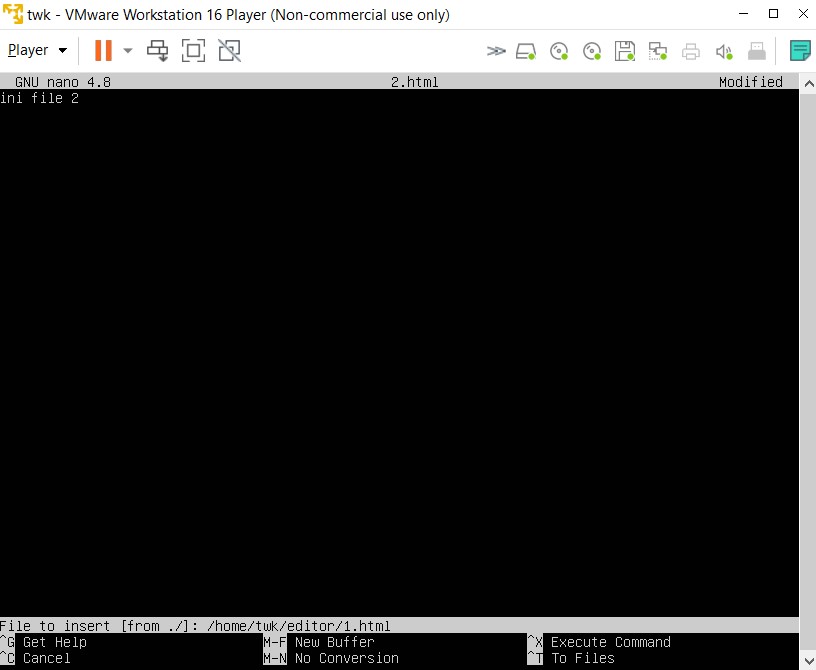 twk - VMware Workstation 16 Player (Non-commercial use only)
Player
GNU nano 4.8 2.html Modified
ini file 2
File to insert [from ./]: /home/twk/editor/1.html
^G Get Help M-F New Buffer ^X Execute Command
^C Cancel M-N No Conversion ^T To Files